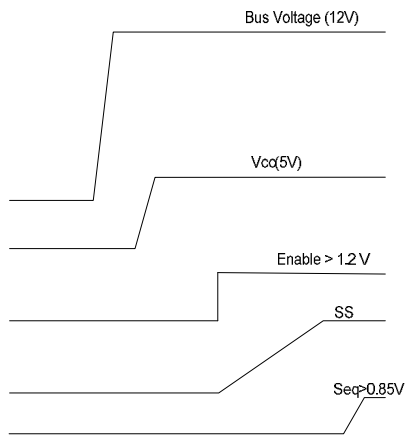 Bus Voltage (12V)
Vcc(5V)
Enable > 1.2 V
SS
Seq>0.85V